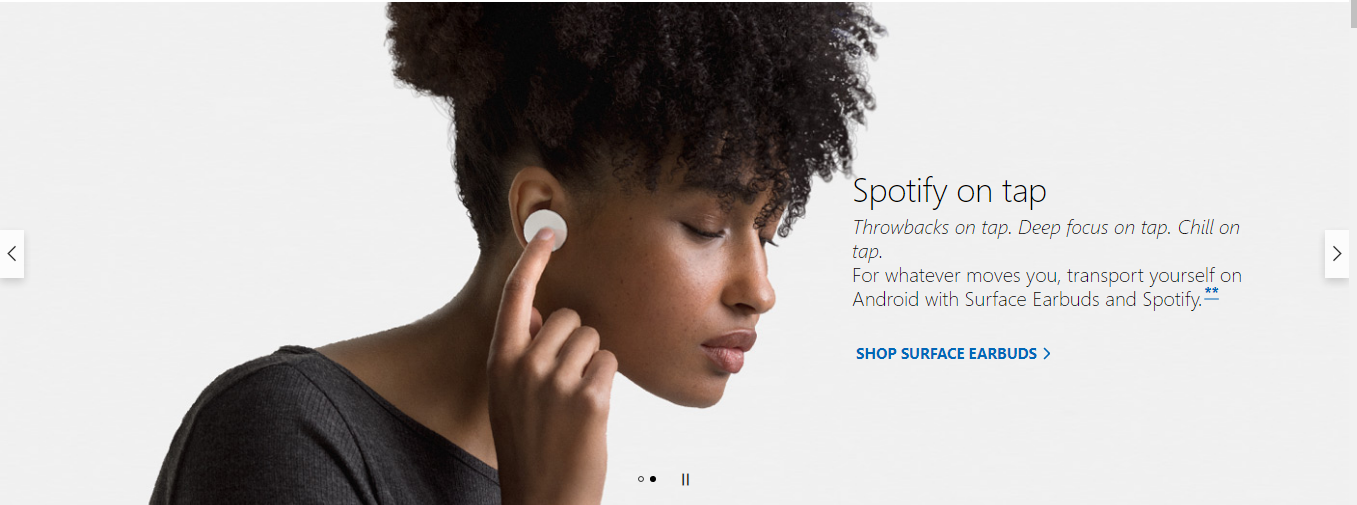 Spotify on tap
Throwbacks on tap. Deep focus on tap. Chill on
tap.
For whatever moves you, transport yourself on
Android with Surface Earbuds and Spotify.**
SHOP SURFACE EARBUDS >